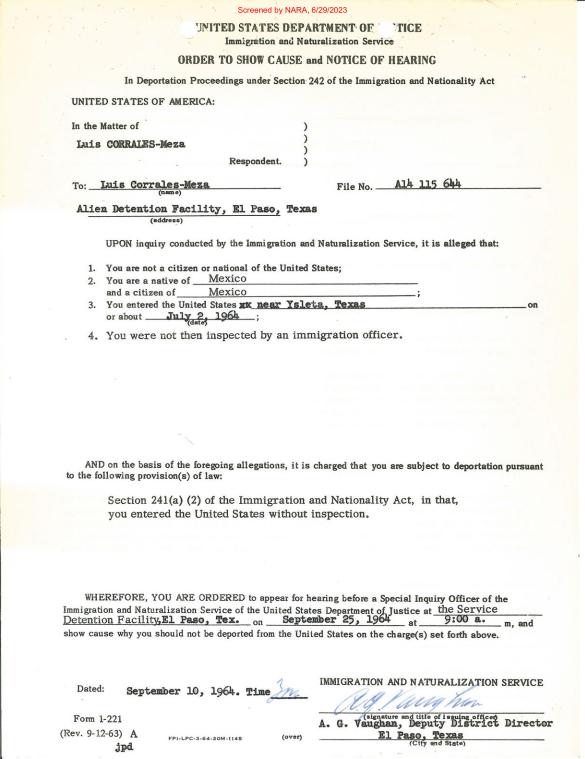 Screened by NARA, 6/29/2023
UNITED STATES DEPARTMENT OF TICE
Immigration and Naturalization Service
ORDER TO SHOW CAUSE and NOTICE OF HEARING
In Deportation Proceedings under Section 242 of the Immigration and Nationality Act
UNITED STATES OF AMERICA:
In the Matter of )
)
Luis CORRALES-Meza )
Respondent. )
To: Luis Corrales-Meza File No. A14 115 644
(name)
Alien Detention Facility, El Paso, Texas
(address)
UPON inquiry conducted by the Immigration and Naturalization Service, it is alleged that:
1. You are not a citizen or national of the United States;
2. You are a native of Mexico
and a citizen of Mexico ;
3. You entered the United States xx near Ysleta, Texas on
or about July 2, 1964 ;
(date)
4. You were not then inspected by an immigration officer.
AND on the basis of the foregoing allegations, it is charged that you are subject to deportation pursuant
to the following provision(s) of law:
Section 241(a) (2) of the Immigration and Nationality Act, in that,
you entered the United States without inspection.
WHEREFORE, YOU ARE ORDERED to appear for hearing before a Special Inquiry Officer of the
Immigration and Naturalization Service of the United States Department of Justice at the Service
Detention Facility, El Paso, Tex. on September 25, 1964 at 9:00 a. m, and
show cause why you should not be deported from the United States on the charge(s) set forth above.
IMMIGRATION AND NATURALIZATION SERVICE
Dated: September 10, 1964. Time
A G Vaughan
(signature and title of issuing officer)
A. G. Vaughan, Deputy District Director
El Paso, Texas
(City and State)
Form 1-221
(Rev. 9-12-63) A
jpd
FPI-LPC-3-64-20M-1145
(over)